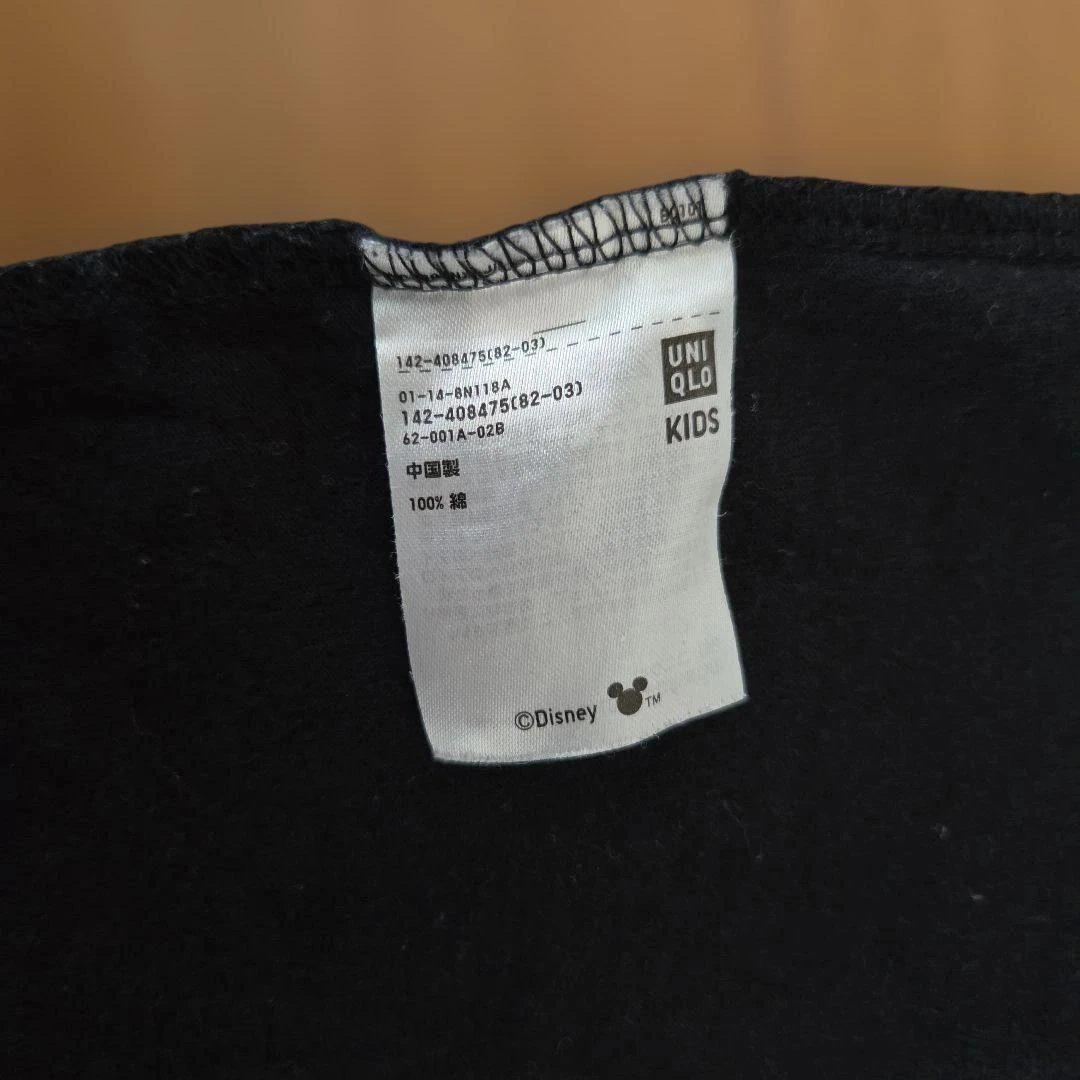 142-408475(82-03)
01-14-8N118A
142-408475(82-03)
62-001A-02B
中国製
100% 綿
UNI
QLO
KIDS
©Disney TM